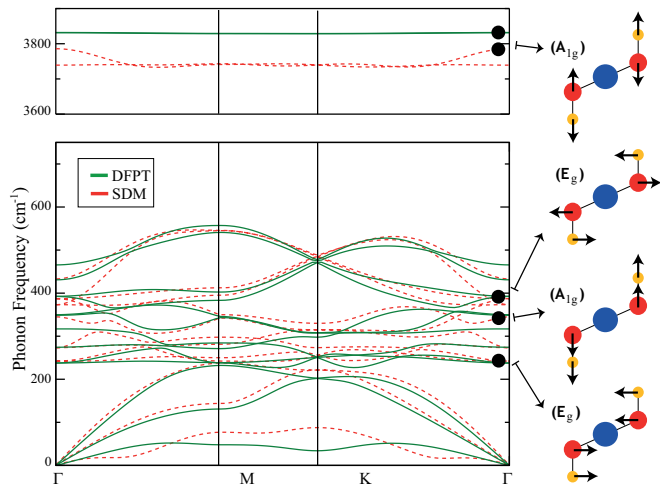 3800
3600
(A1g)
DFPT
SDM
600
400
200
0
Phonon Frequency (cm-1)
Γ
M
K
Γ
(Eg)
(A1g)
(Eg)